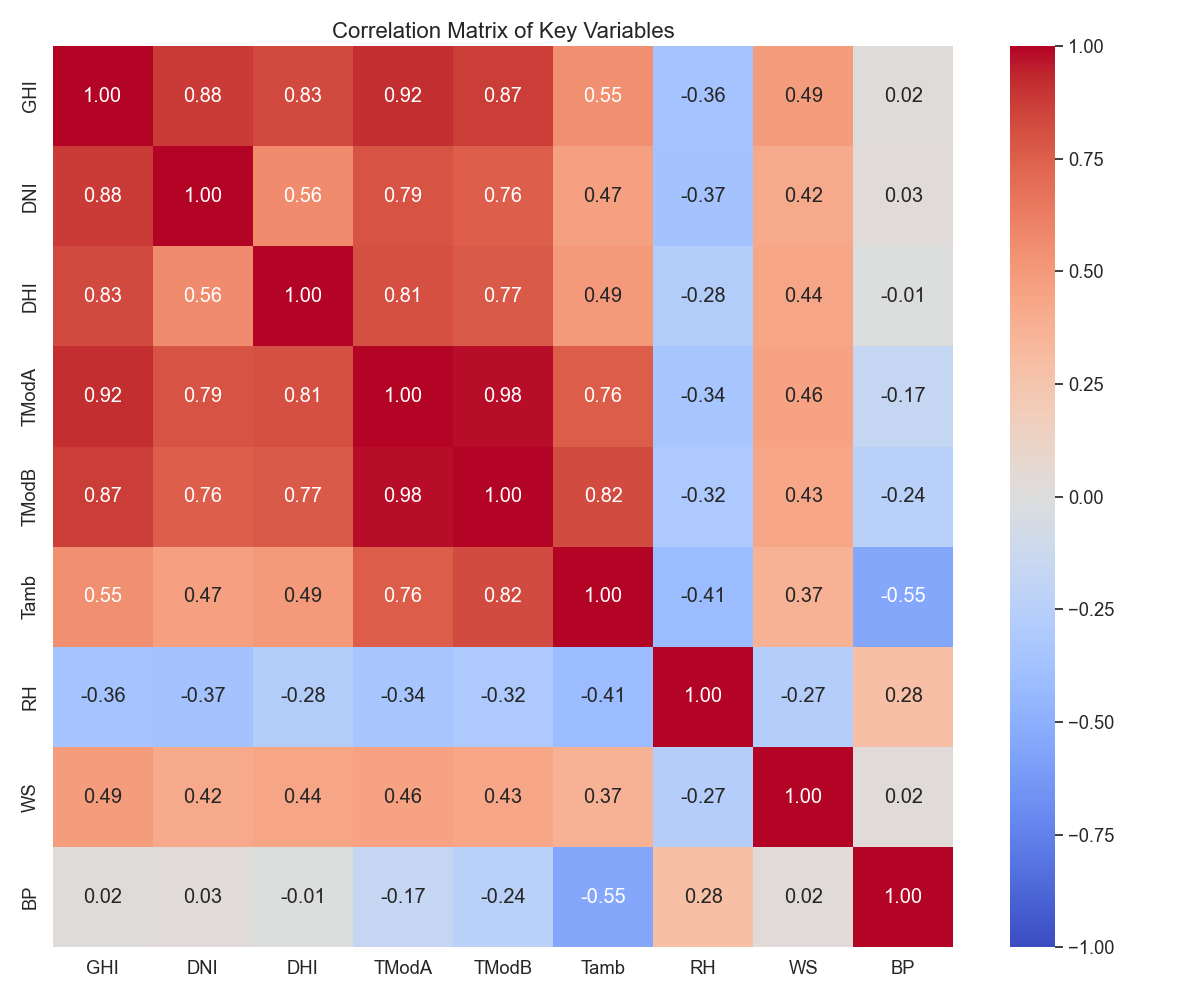 Correlation Matrix of Key Variables
GHI 1.00 0.88 0.83 0.92 0.87 0.55 -0.36 0.49 0.02
DNI 0.88 1.00 0.56 0.79 0.76 0.47 -0.37 0.42 0.03
DHI 0.83 0.56 1.00 0.81 0.77 0.49 -0.28 0.44 -0.01
TModA 0.92 0.79 0.81 1.00 0.98 0.76 -0.34 0.46 -0.17
TModB 0.87 0.76 0.77 0.98 1.00 0.82 -0.32 0.43 -0.24
Tamb 0.55 0.47 0.49 0.76 0.82 1.00 -0.41 0.37 -0.55
RH -0.36 -0.37 -0.28 -0.34 -0.32 -0.41 1.00 -0.27 0.28
WS 0.49 0.42 0.44 0.46 0.43 0.37 -0.27 1.00 0.02
BP 0.02 0.03 -0.01 -0.17 -0.24 -0.55 0.28 0.02 1.00
GHI DNI DHI TModA TModB Tamb RH WS BP
1.00
0.75
0.50
0.25
0.00
−0.25
−0.50
−0.75
−1.00